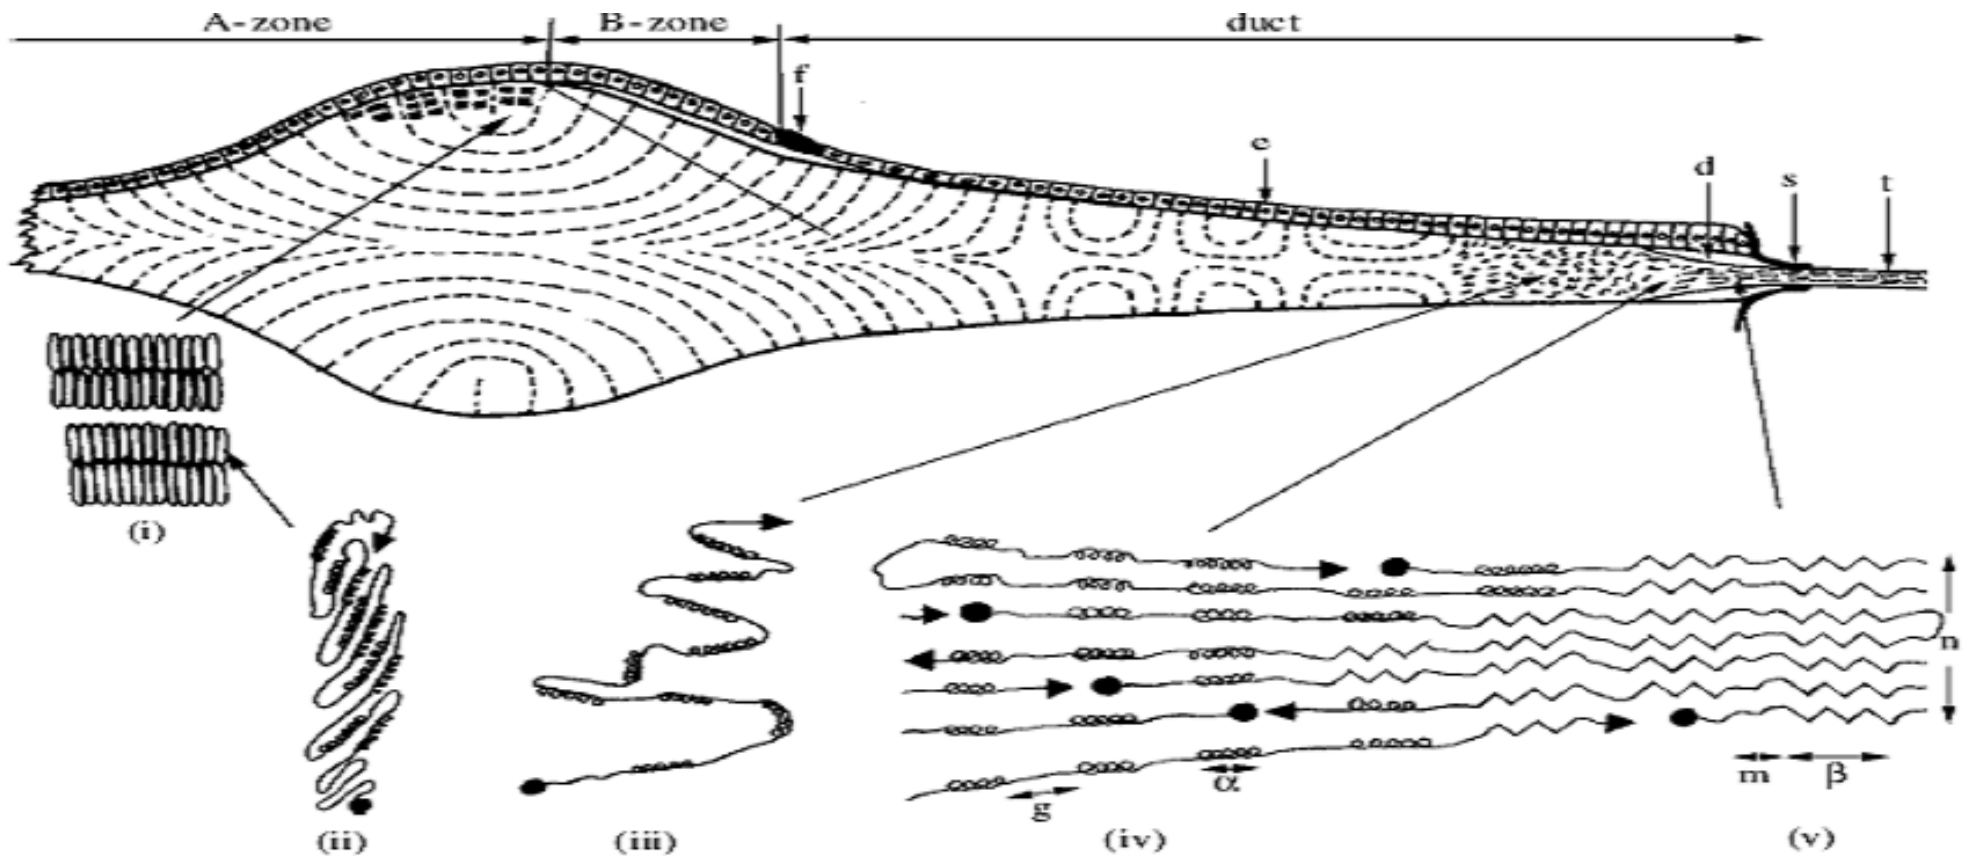 A-zone B-zone duct
f
e
d
s
t
(i)
n
m β
α
g
(ii) (iii) (iv) (v)